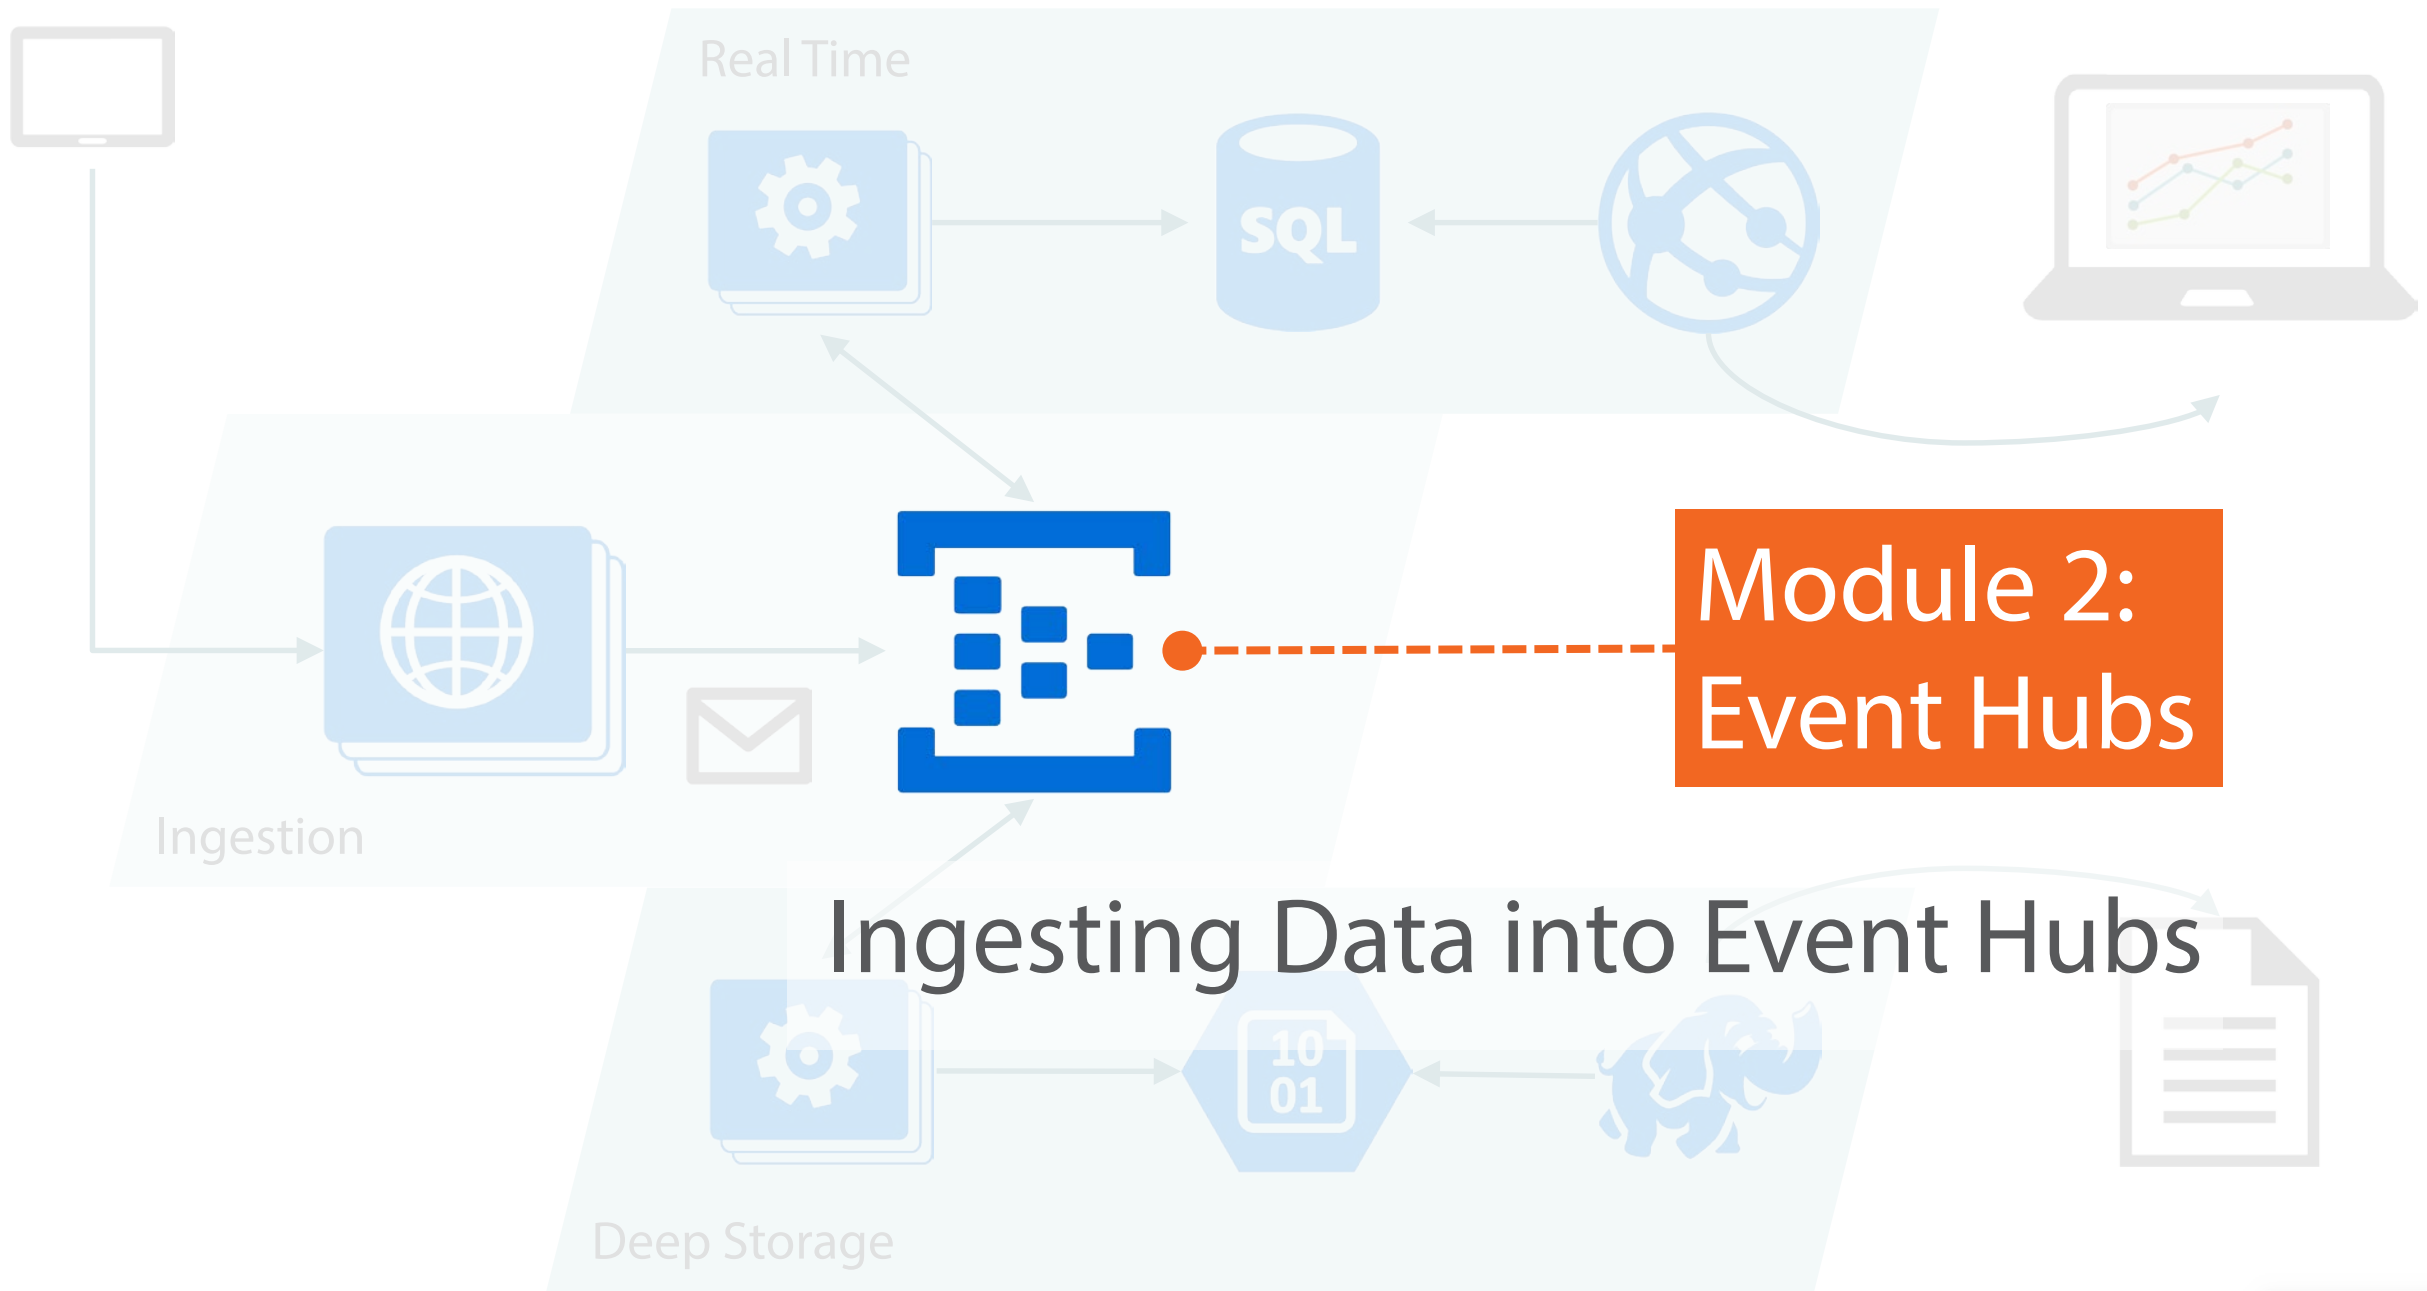 Real Time
SQL
Module 2:
Event Hubs
Ingestion
Ingesting Data into Event Hubs
10
01
Deep Storage